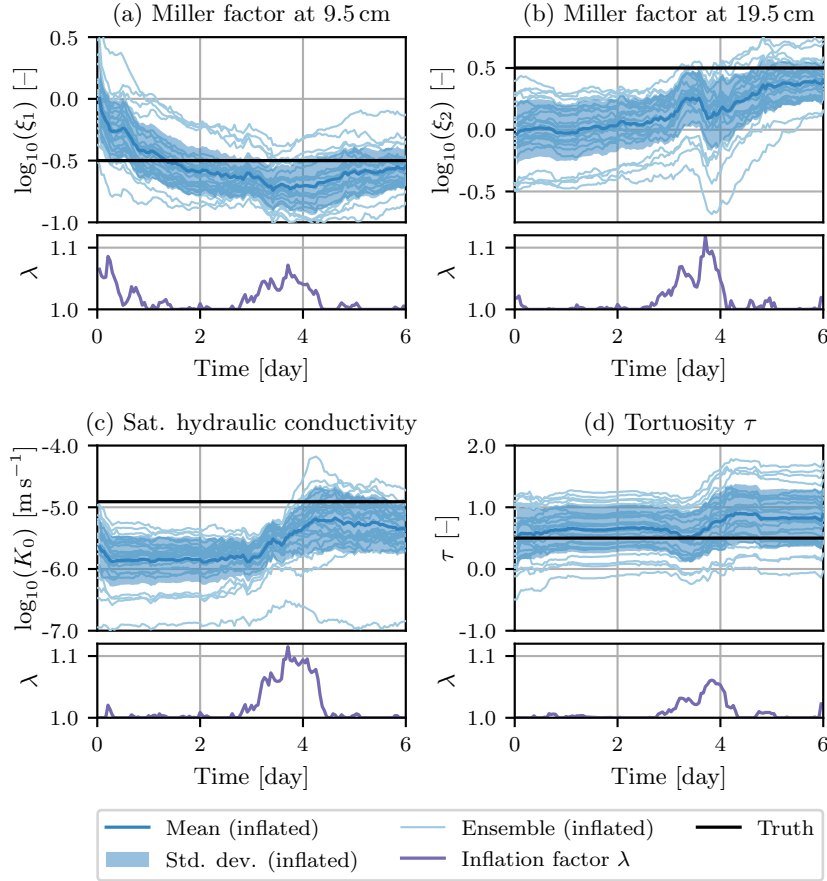 (a) Miller factor at 9.5 cm
(b) Miller factor at 19.5 cm
0.5
0.0
-0.5
-1.0
log₁₀(ξ₁) [–]
0.5
0.0
-0.5
log₁₀(ξ₂) [–]
1.1
1.0
λ
1.1
1.0
λ
0 2 4 6
0 2 4 6
Time [day]
Time [day]
(c) Sat. hydraulic conductivity
(d) Tortuosity τ
-4.0
-5.0
-6.0
-7.0
log₁₀(K₀) [m s⁻¹]
2.0
1.0
0.0
-1.0
τ [–]
1.1
1.0
λ
1.1
1.0
λ
0 2 4 6
0 2 4 6
Time [day]
Time [day]
Mean (inflated)
Ensemble (inflated)
Truth
Std. dev. (inflated)
Inflation factor λ